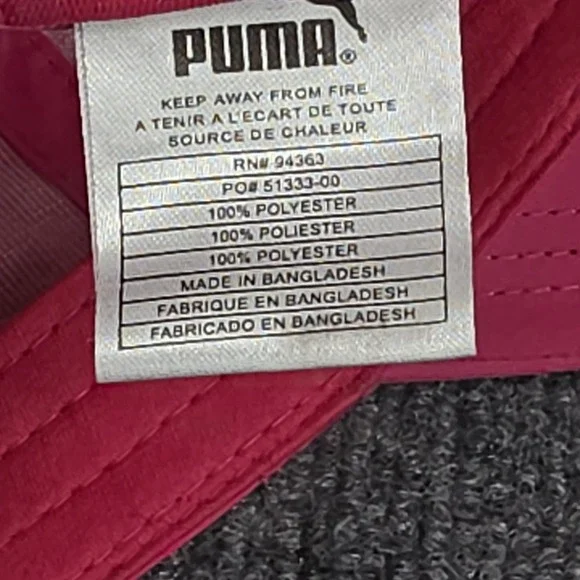 PUMA®
KEEP AWAY FROM FIRE
A TENIR A L'ECART DE TOUTE
SOURCE DE CHALEUR
RN# 94363
PO# 51333-00
100% POLYESTER
100% POLIESTER
100% POLYESTER
MADE IN BANGLADESH
FABRIQUE EN BANGLADESH
FABRICADO EN BANGLADESH